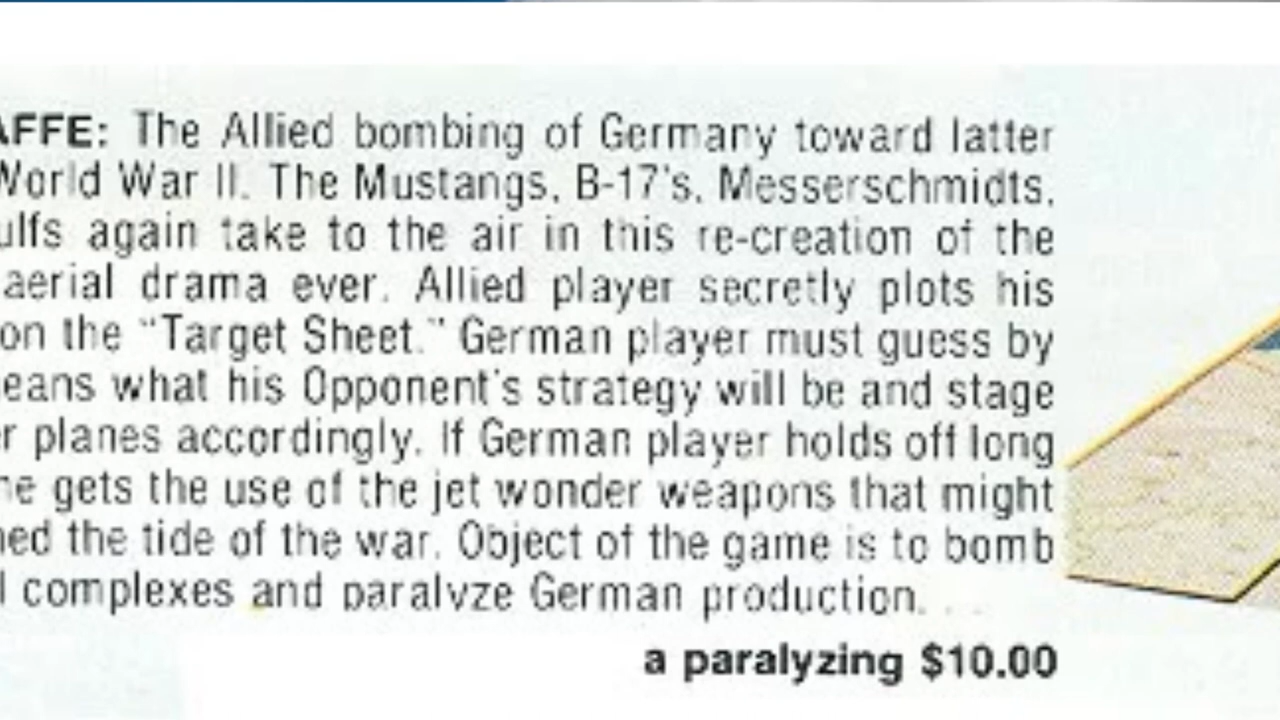 AFFE: The Allied bombing of Germany toward latter
World War II. The Mustangs, B-17's, Messerschmidts,
ulfs again take to the air in this re-creation of the
aerial drama ever. Allied player secretly plots his
on the "Target Sheet." German player must guess by
eans what his Opponent's strategy will be and stage
r planes accordingly. If German player holds off long
he gets the use of the jet wonder weapons that might
ned the tide of the war. Object of the game is to bomb
l complexes and paralyze German production. . .
a paralyzing $10.00